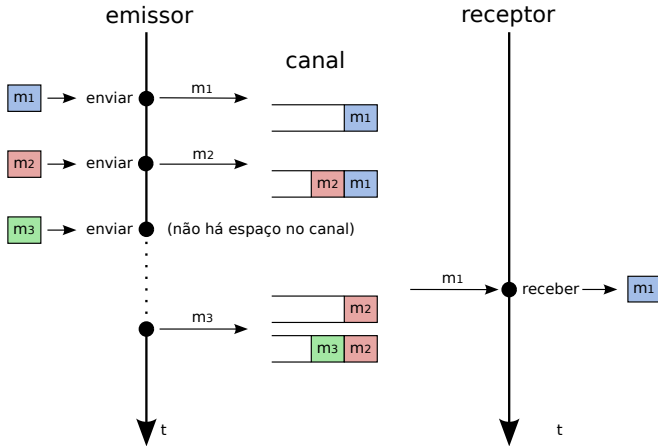 emissor
receptor
canal
m1
enviar
m1
m1
m2
enviar
m2
m2 m1
m3
enviar
(não há espaço no canal)
m1
receber
m1
m2
m3
m3 m2
t
t